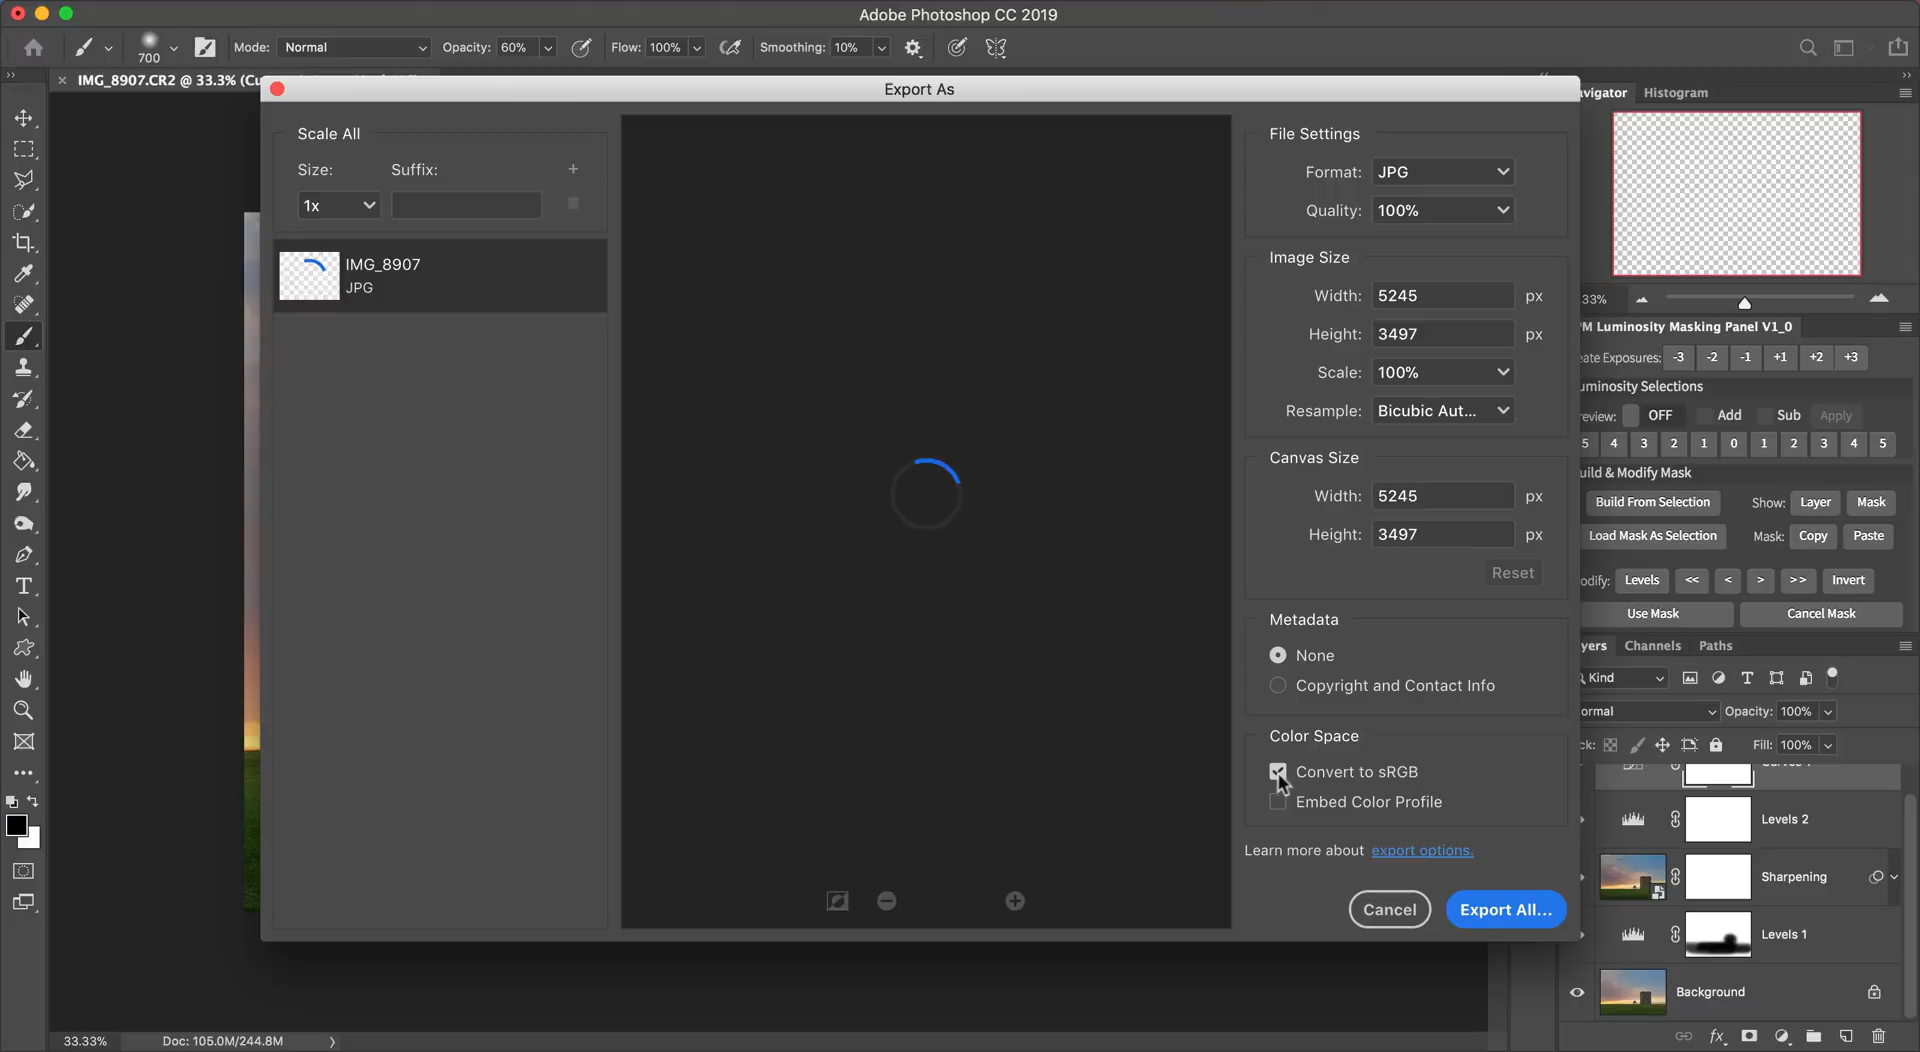 Adobe Photoshop CC 2019
700
Mode: Normal Opacity: 60% Flow: 100% Smoothing: 10%
IMG_8907.CR2 @ 33.3%
Export As
Scale All
Size: Suffix: +
1x
IMG_8907
JPG
File Settings
Format: JPG
Quality: 100%
Image Size
Width: 5245 px
Height: 3497 px
Scale: 100%
Resample: Bicubic Aut...
Canvas Size
Width: 5245 px
Height: 3497 px
Reset
Metadata
None
Copyright and Contact Info
Color Space
Convert to sRGB
Embed Color Profile
Learn more about export options.
Cancel Export All...
avigator Histogram
33%
M Luminosity Masking Panel V1_0
eate Exposures: -3 -2 -1 +1 +2 +3
uminosity Selections
review: OFF Add Sub Apply
5 4 3 2 1 0 1 2 3 4 5
uild & Modify Mask
Build From Selection Show: Layer Mask
Load Mask As Selection Mask: Copy Paste
odify: Levels << < > >> Invert
Use Mask Cancel Mask
yers Channels Paths
Kind
ormal Opacity: 100%
ck: Fill: 100%
Levels 2
Sharpening
Levels 1
Background
fx
33.33% Doc: 105.0M/244.8M